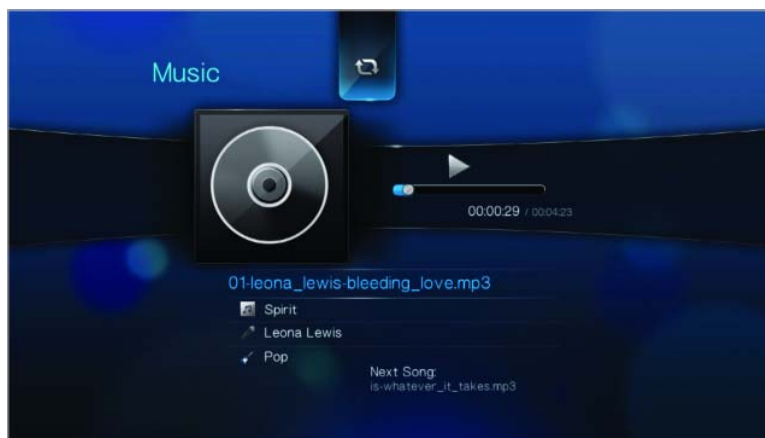 Music
00:00:29 / 00:04:23
01-leona_lewis-bleeding_love.mp3
Spirit
Leona Lewis
Pop
Next Song:
is-whatever_it_takes.mp3